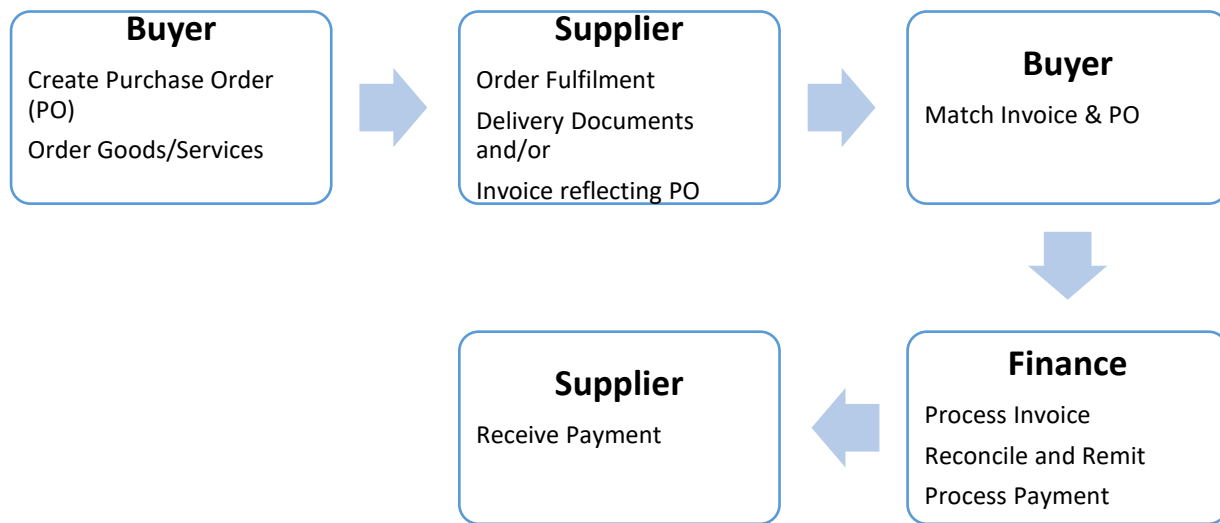 Buyer
Create Purchase Order
(PO)
Order Goods/Services
Supplier
Order Fulfilment
Delivery Documents
and/or
Invoice reflecting PO
Buyer
Match Invoice & PO
Finance
Process Invoice
Reconcile and Remit
Process Payment
Supplier
Receive Payment